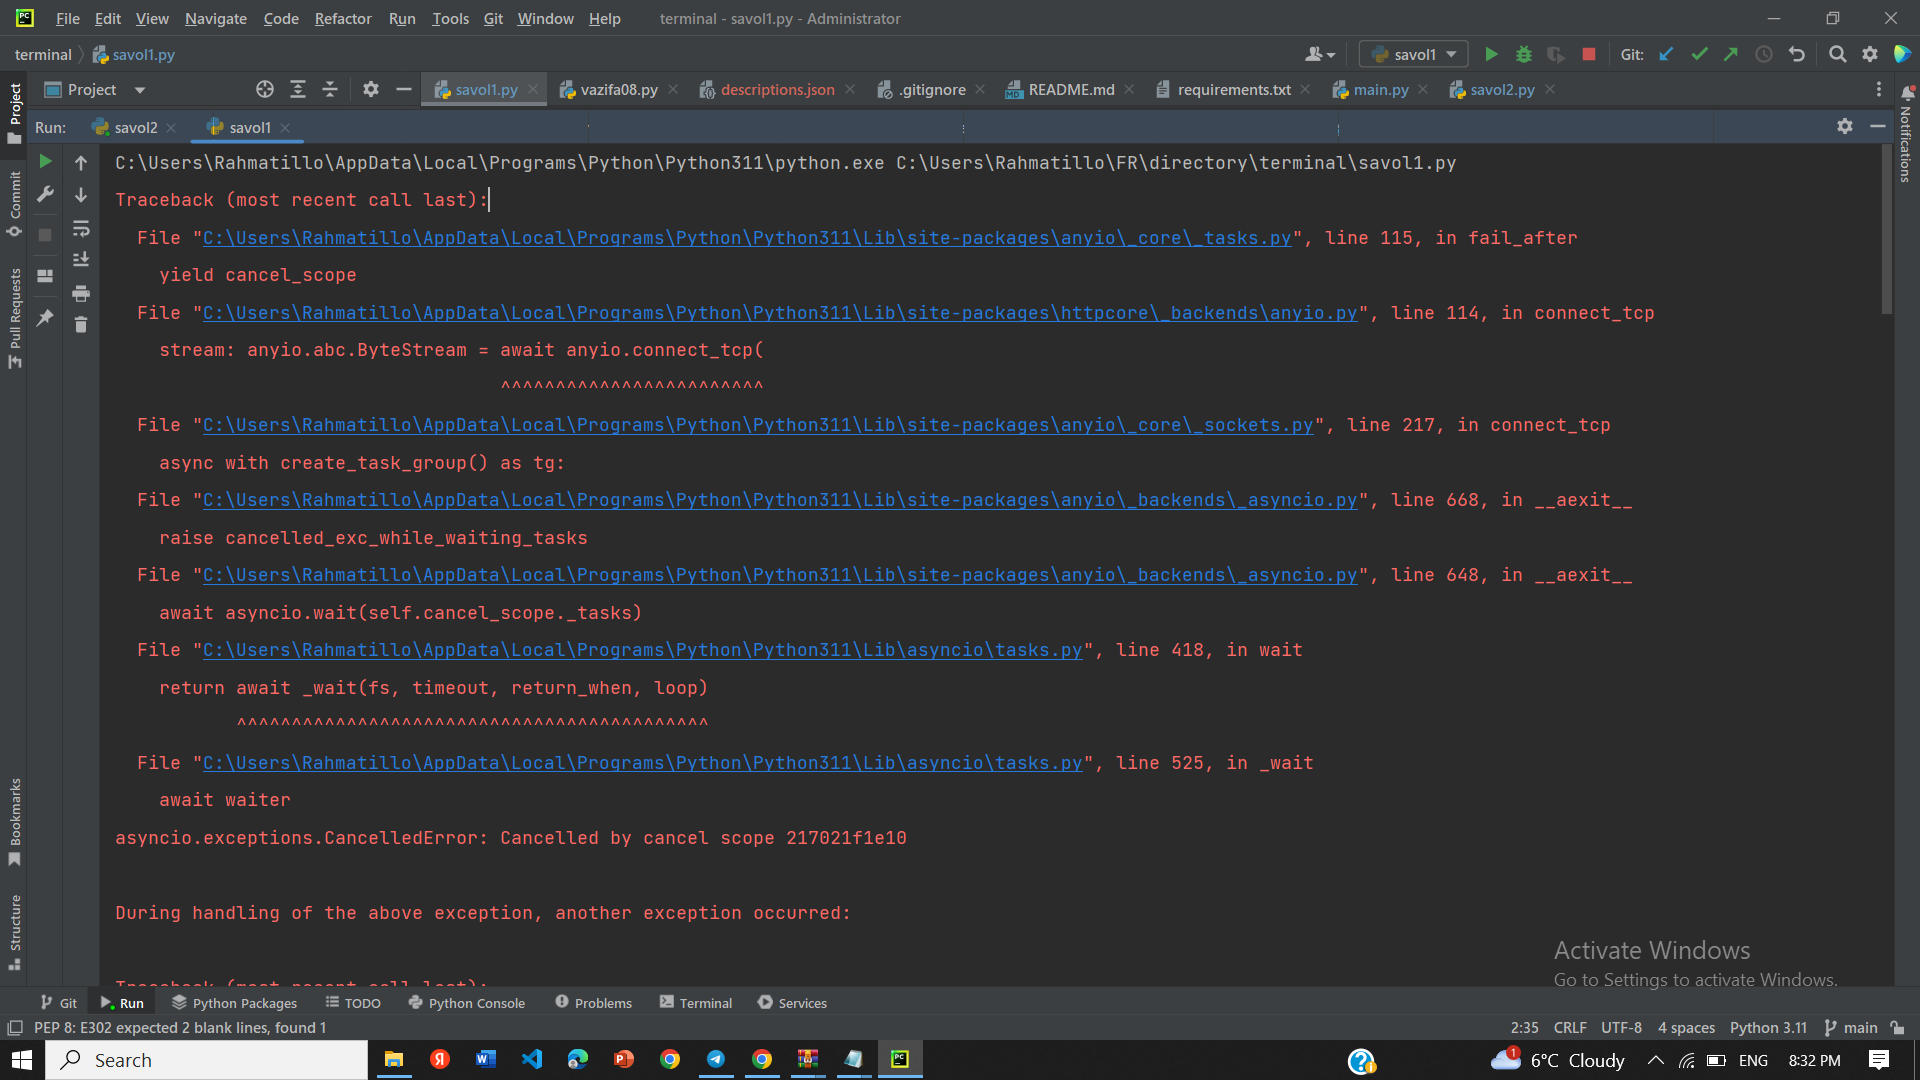 File Edit View Navigate Code Refactor Run Tools Git Window Help terminal - savol1.py - Administrator
terminal savol1.py savol1 Git:
Project savol1.py vazifa08.py descriptions.json .gitignore README.md requirements.txt main.py savol2.py
Run: savol2 savol1
C:\Users\Rahmatillo\AppData\Local\Programs\Python\Python311\python.exe C:\Users\Rahmatillo\FR\directory\terminal\savol1.py
Traceback (most recent call last):
File "C:\Users\Rahmatillo\AppData\Local\Programs\Python\Python311\Lib\site-packages\anyio\_core\_tasks.py", line 115, in fail_after
yield cancel_scope
File "C:\Users\Rahmatillo\AppData\Local\Programs\Python\Python311\Lib\site-packages\httpcore\_backends\anyio.py", line 114, in connect_tcp
stream: anyio.abc.ByteStream = await anyio.connect_tcp(
^^^^^^^^^^^^^^^^^^^^^^^^
File "C:\Users\Rahmatillo\AppData\Local\Programs\Python\Python311\Lib\site-packages\anyio\_core\_sockets.py", line 217, in connect_tcp
async with create_task_group() as tg:
File "C:\Users\Rahmatillo\AppData\Local\Programs\Python\Python311\Lib\site-packages\anyio\_backends\_asyncio.py", line 668, in __aexit__
raise cancelled_exc_while_waiting_tasks
File "C:\Users\Rahmatillo\AppData\Local\Programs\Python\Python311\Lib\site-packages\anyio\_backends\_asyncio.py", line 648, in __aexit__
await asyncio.wait(self.cancel_scope._tasks)
File "C:\Users\Rahmatillo\AppData\Local\Programs\Python\Python311\Lib\asyncio\tasks.py", line 418, in wait
return await _wait(fs, timeout, return_when, loop)
^^^^^^^^^^^^^^^^^^^^^^^^^^^^^^^^^^^^^^^^^^^
File "C:\Users\Rahmatillo\AppData\Local\Programs\Python\Python311\Lib\asyncio\tasks.py", line 525, in _wait
await waiter
asyncio.exceptions.CancelledError: Cancelled by cancel scope 217021f1e10
During handling of the above exception, another exception occurred:
Traceback (most recent call last):
Project
Commit
Pull Requests
Bookmarks
Structure
Notifications
Activate Windows
Go to Settings to activate Windows.
Git Run Python Packages TODO Python Console Problems Terminal Services
PEP 8: E302 expected 2 blank lines, found 1 2:35 CRLF UTF-8 4 spaces Python 3.11 main
Search 1 6°C Cloudy ENG 8:32 PM